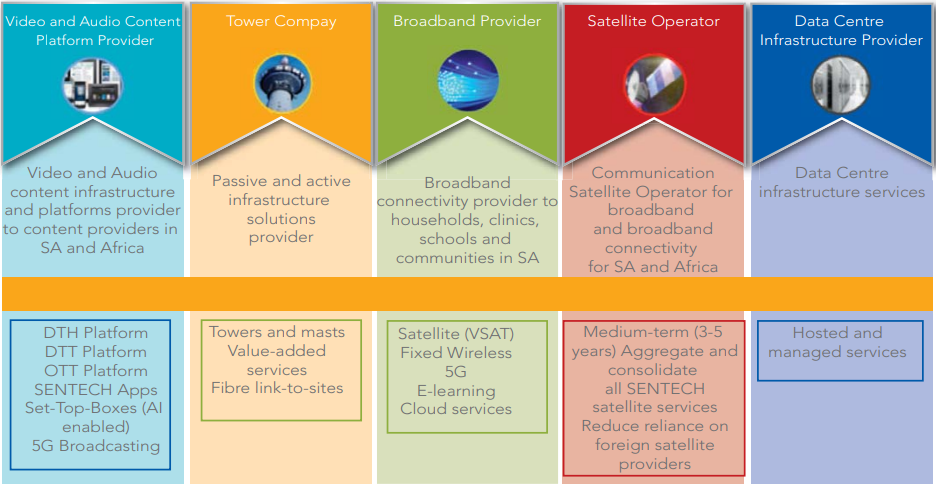 Video and Audio Content
Platform Provider
Tower Compay
Broadband Provider
Satellite Operator
Data Centre
Infrastructure Provider
Video and Audio
content infrastructure
and platforms provider
to content providers in
SA and Africa
Passive and active
infrastructure
solutions
provider
Broadband
connectivity provider to
households, clinics,
schools and
communities in SA
Communication
Satellite Operator for
broadband
and broadband
connectivity
for SA and Africa
Data Centre
infrastructure services
DTH Platform
DTT Platform
OTT Platform
SENTECH Apps
Set-Top-Boxes (AI
enabled)
5G Broadcasting
Towers and masts
Value-added
services
Fibre link-to-sites
Satellite (VSAT)
Fixed Wireless
5G
E-learning
Cloud services
Medium-term (3-5
years) Aggregate and
consolidate
all SENTECH
satellite services
Reduce reliance on
foreign satellite
providers
Hosted and
managed services